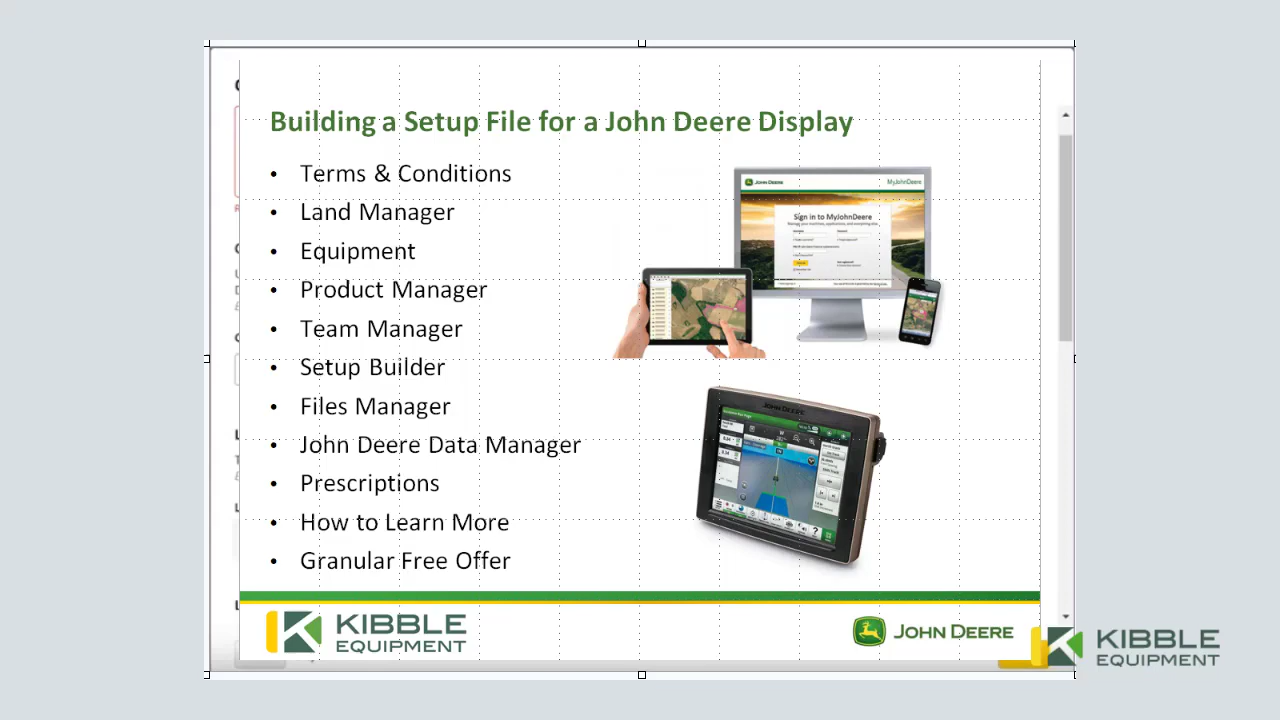 Building a Setup File for a John Deere Display
• Terms & Conditions
• Land Manager
• Equipment
• Product Manager
• Team Manager
• Setup Builder
• Files Manager
• John Deere Data Manager
• Prescriptions
• How to Learn More
• Granular Free Offer
JOHN DEERE
MyJohnDeere
Sign in to MyJohnDeere
JOHN DEERE
KIBBLE
EQUIPMENT
JOHN DEERE
KIBBLE
EQUIPMENT